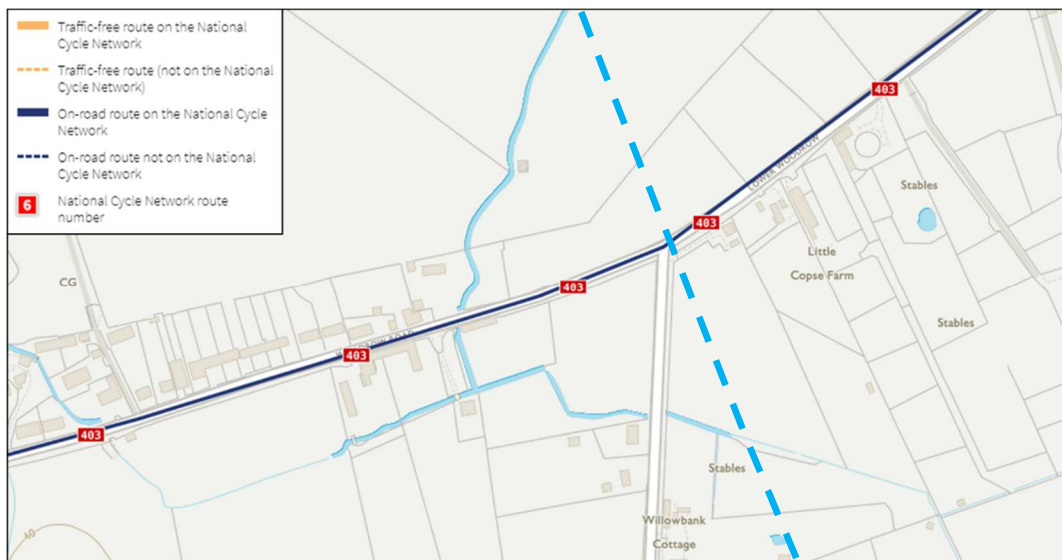 Traffic-free route on the National
Cycle Network
Traffic-free route (not on the National
Cycle Network)
On-road route on the National Cycle
Network
On-road route not on the National
Cycle Network
6
National Cycle Network route
number
403
LOWER WOODROW
Stables
403
Little
Copse Farm
CG
403
Stables
403
ROAD
403
Stables
Willowbank
Cottage
40